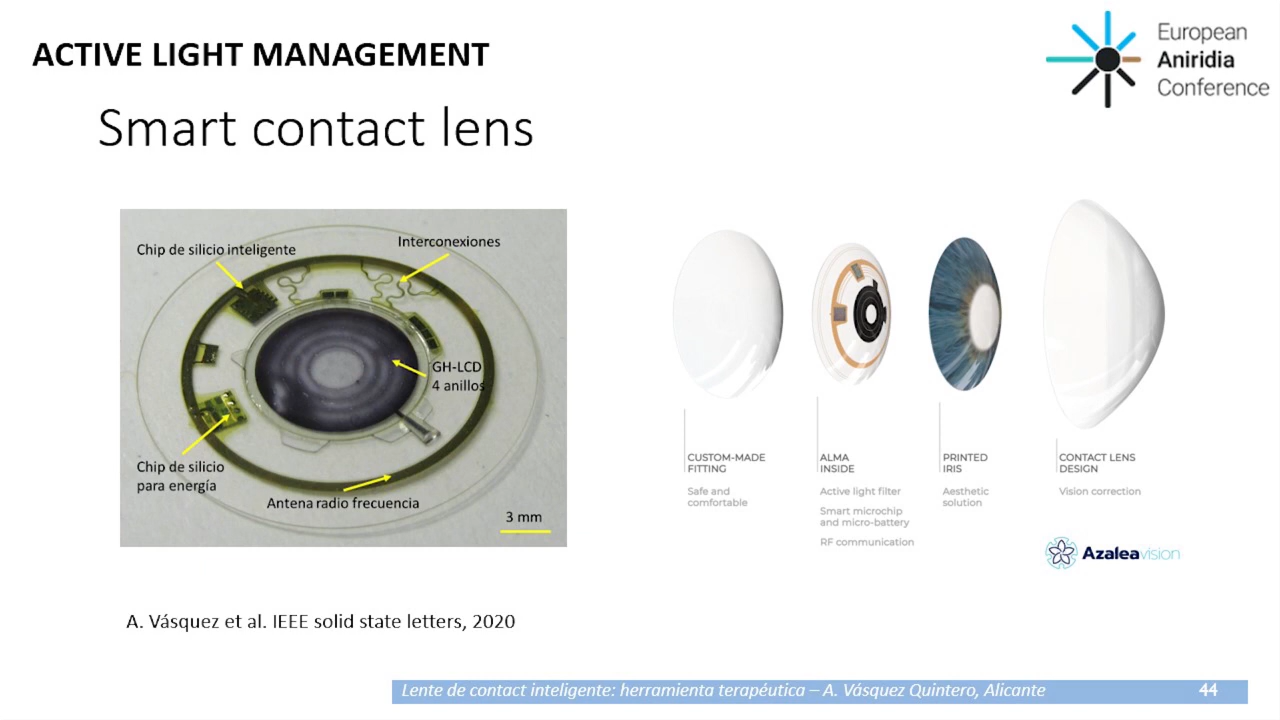 ACTIVE LIGHT MANAGEMENT
European
Aniridia
Conference
Smart contact lens
Chip de silicio inteligente
Interconexiones
GH-LCD
4 anillos
Chip de silicio
para energía
Antena radio frecuencia
3 mm
CUSTOM-MADE
FITTING
Safe and
comfortable
ALMA
INSIDE
Active light filter
Smart microchip
and micro-battery
RF communication
PRINTED
IRIS
Aesthetic
solution
CONTACT LENS
DESIGN
Vision correction
Azaleavision
A. Vásquez et al. IEEE solid state letters, 2020
Lente de contact inteligente: herramienta terapéutica – A. Vásquez Quintero, Alicante
44